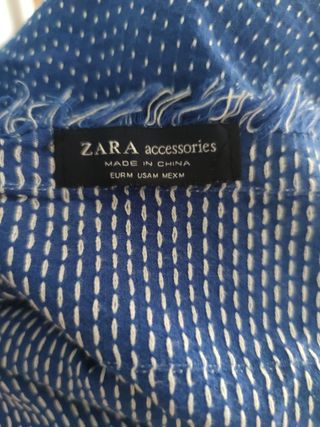 ZARA accessories
MADE IN CHINA
EUR M USA M MEX M